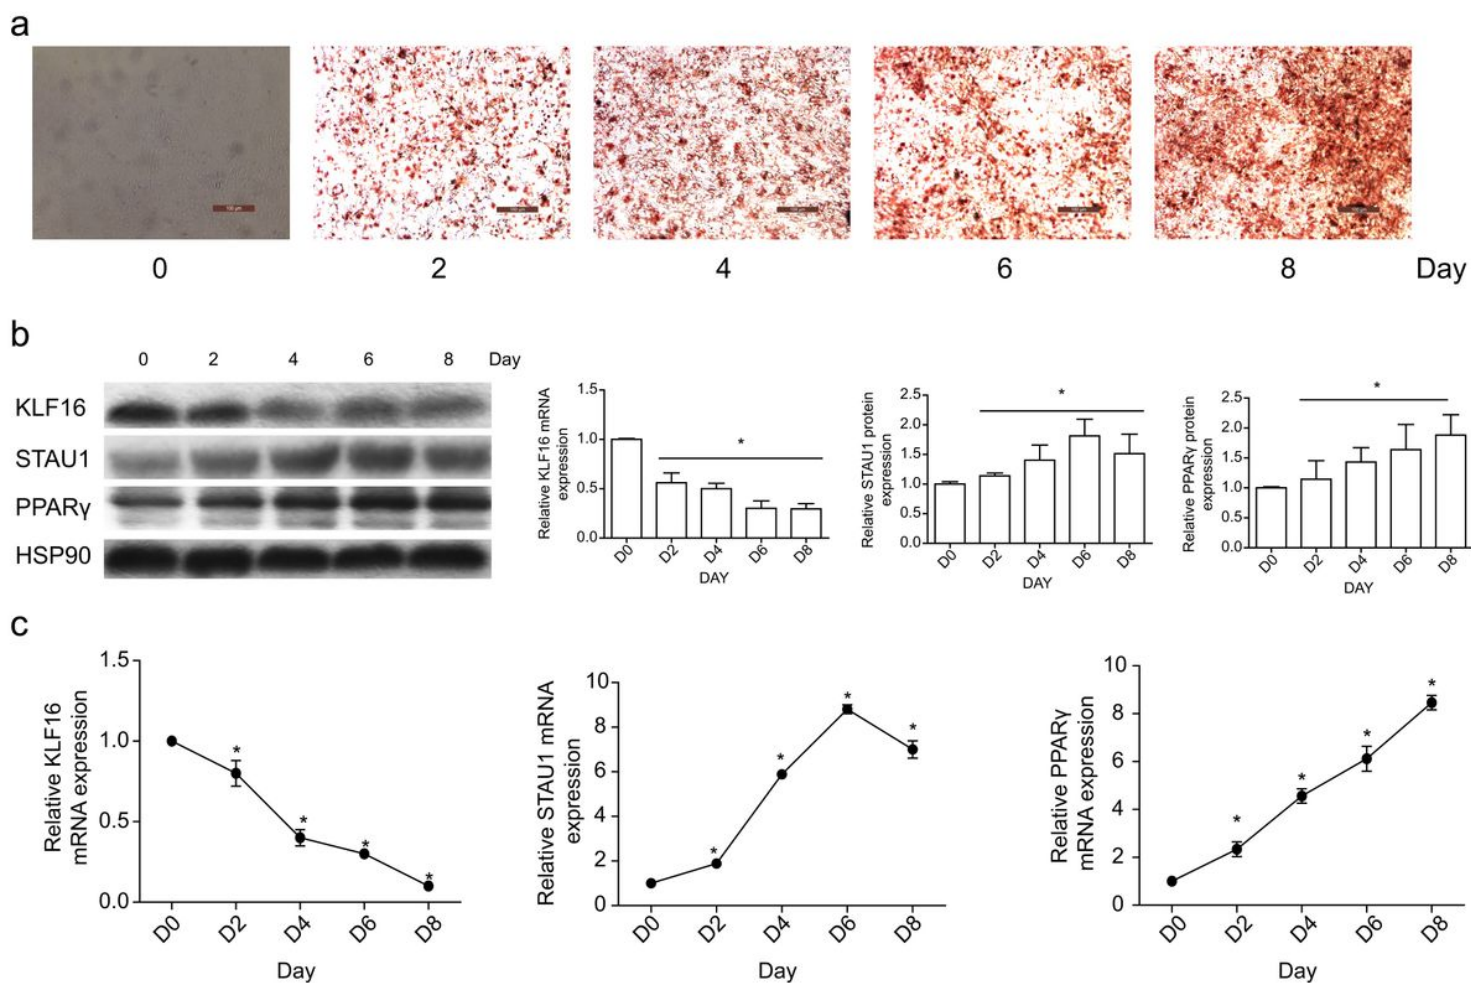 a
0 2 4 6 8 Day
b
0 2 4 6 8 Day
KLF16
STAU1
PPARγ
HSP90
Relative KLF16 mRNA
expression
1.5
1.0
0.5
0.0
*
D0 D2 D4 D6 D8
DAY
Relative STAU1 protein
expression
2.5
2.0
1.5
1.0
0.5
0.0
*
D0 D2 D4 D6 D8
DAY
Relative PPARγ protein
expression
2.5
2.0
1.5
1.0
0.5
0.0
*
D0 D2 D4 D6 D8
DAY
c
Relative KLF16
mRNA expression
1.5
1.0
0.5
0.0
* * * *
D0 D2 D4 D6 D8
Day
Relative STAU1 mRNA
expression
10
8
6
4
2
0
* * * *
D0 D2 D4 D6 D8
Day
Relative PPARγ
mRNA expression
10
8
6
4
2
0
* * * *
D0 D2 D4 D6 D8
Day